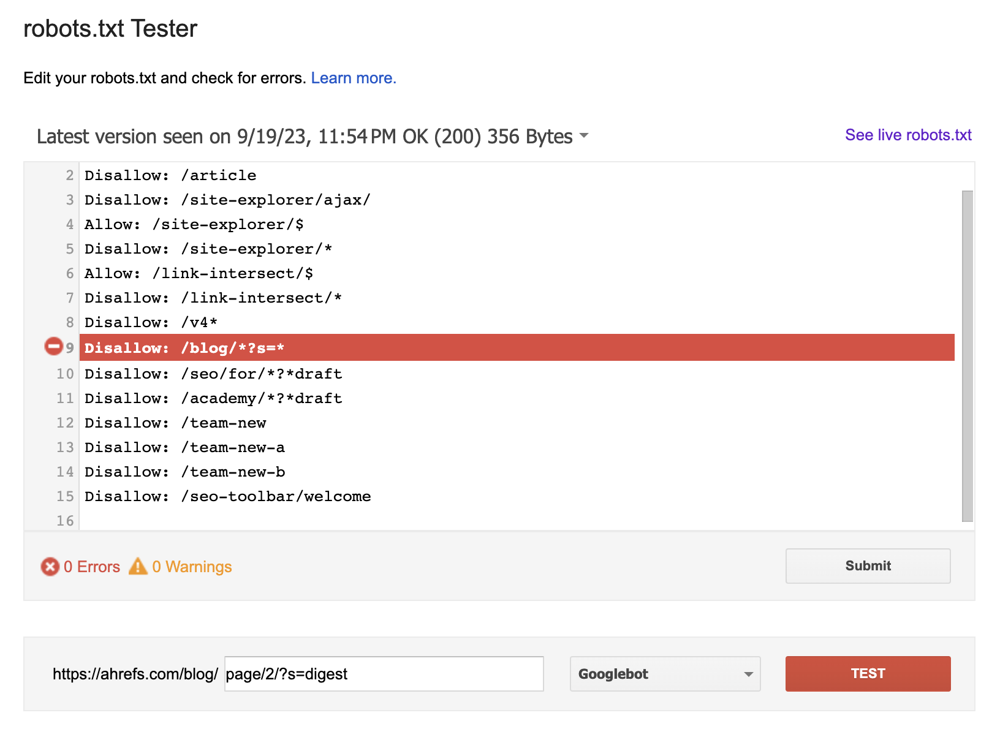 robots.txt Tester
Edit your robots.txt and check for errors. Learn more.
Latest version seen on 9/19/23, 11:54 PM OK (200) 356 Bytes
See live robots.txt
2 Disallow: /article
3 Disallow: /site-explorer/ajax/
4 Allow: /site-explorer/$
5 Disallow: /site-explorer/*
6 Allow: /link-intersect/$
7 Disallow: /link-intersect/*
8 Disallow: /v4*
9 Disallow: /blog/*?s=*
10 Disallow: /seo/for/*?*draft
11 Disallow: /academy/*?*draft
12 Disallow: /team-new
13 Disallow: /team-new-a
14 Disallow: /team-new-b
15 Disallow: /seo-toolbar/welcome
16
0 Errors 0 Warnings
Submit
https://ahrefs.com/blog/ page/2/?s=digest
Googlebot
TEST